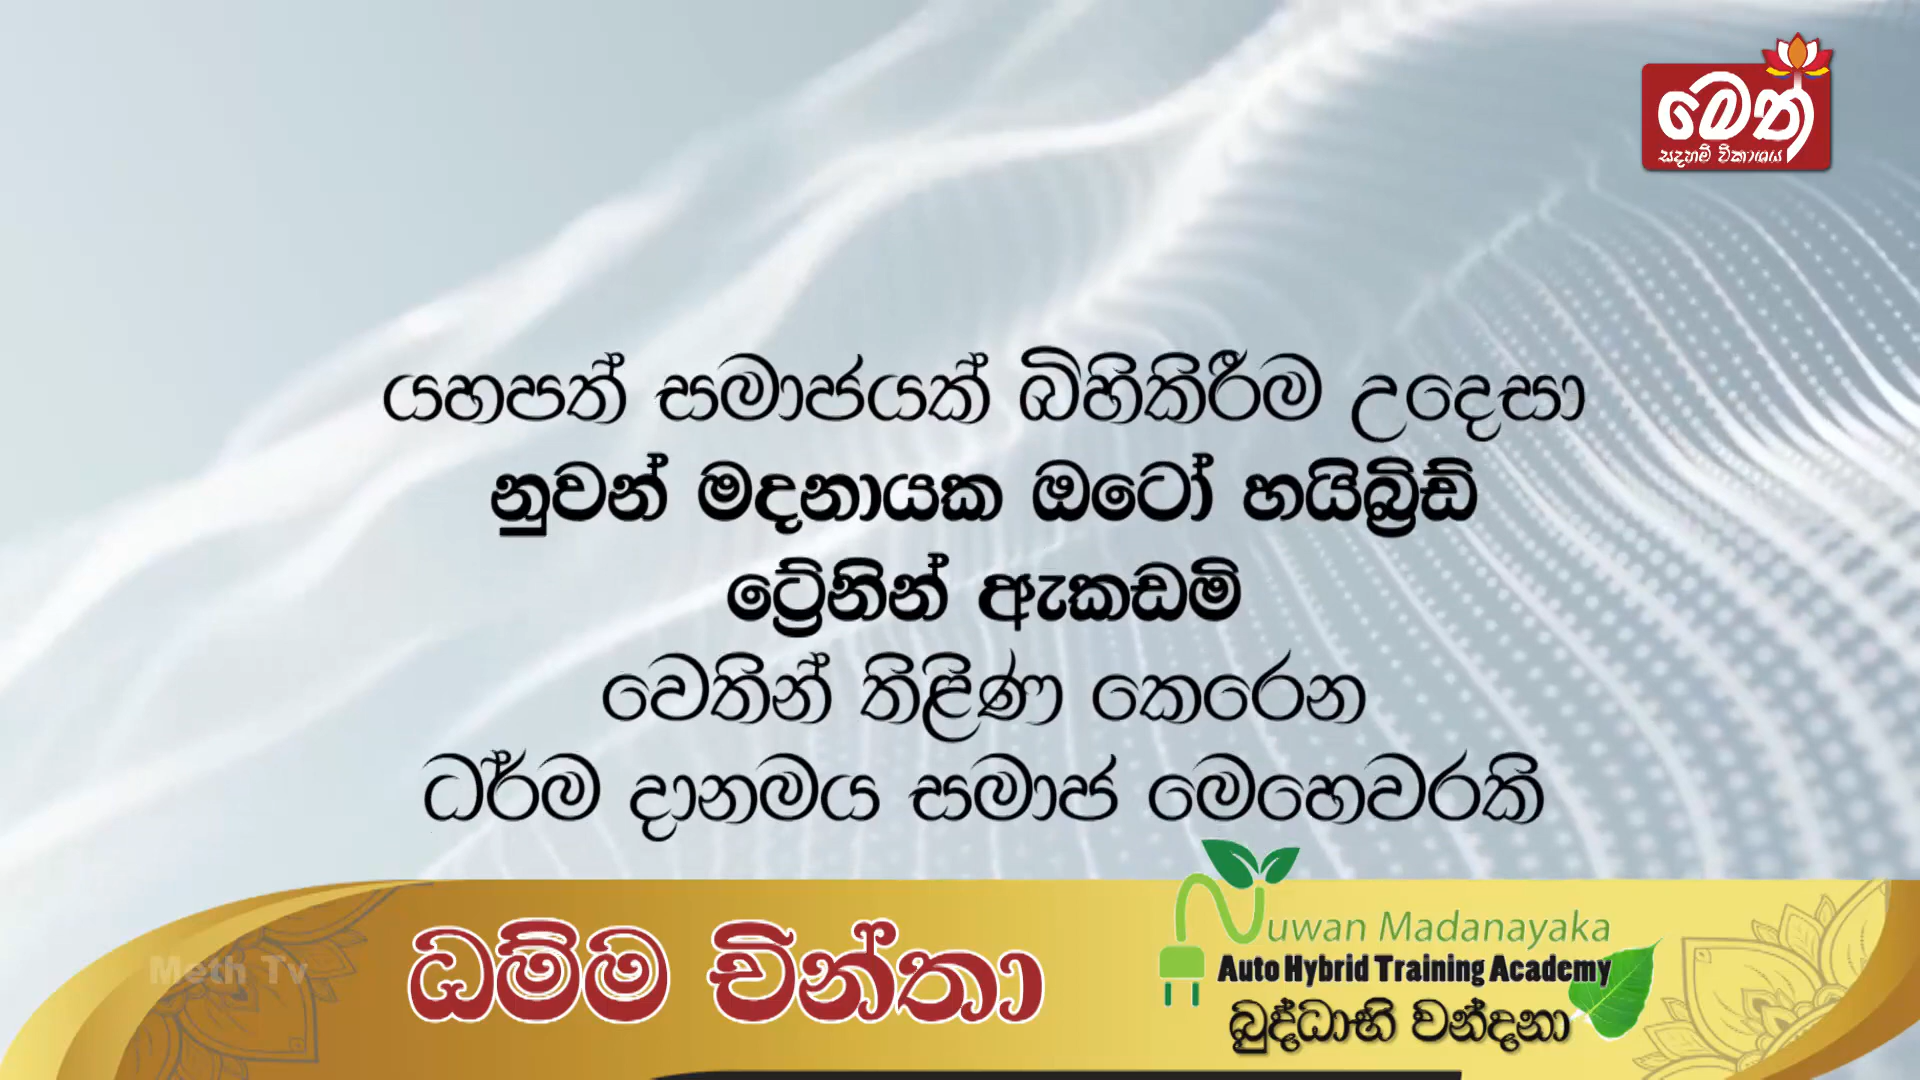 මෙත්
සදහම් විකාශය
යහපත් සමාජයක් බිහිකිරීම උදෙසා
නුවන් මදනායක ඔටෝ හයිබ්‍රිඩ්
ට්‍රේනින් ඇකඩමි
වෙතින් තිළිණ කෙරෙන
ධර්ම දානමය සමාජ මෙහෙවරකි
Meth Tv
ධම්ම චින්තා
Nuwan Madanayaka
Auto Hybrid Training Academy
බුද්ධාභි වන්දනා